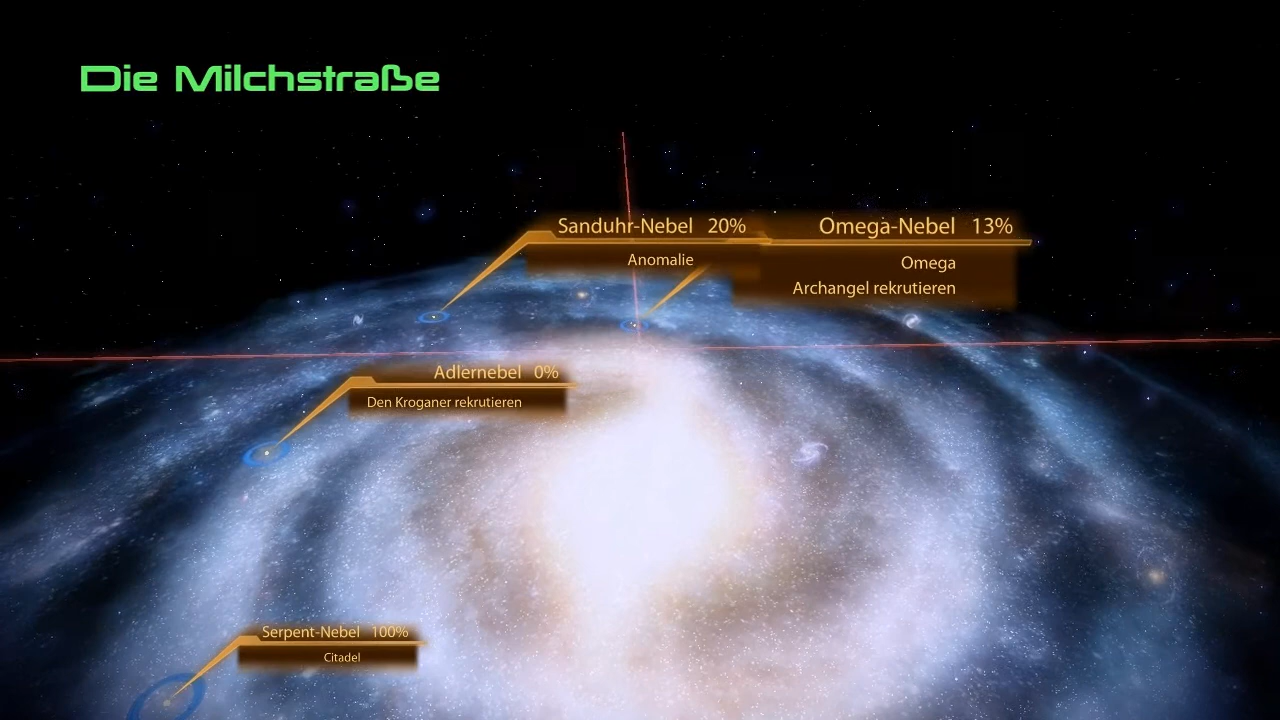 Die Milchstraße
Sanduhr-Nebel 20%
Anomalie
Omega-Nebel 13%
Omega
Archangel rekrutieren
Adlernebel 0%
Den Kroganer rekrutieren
Serpent-Nebel 100%
Citadel